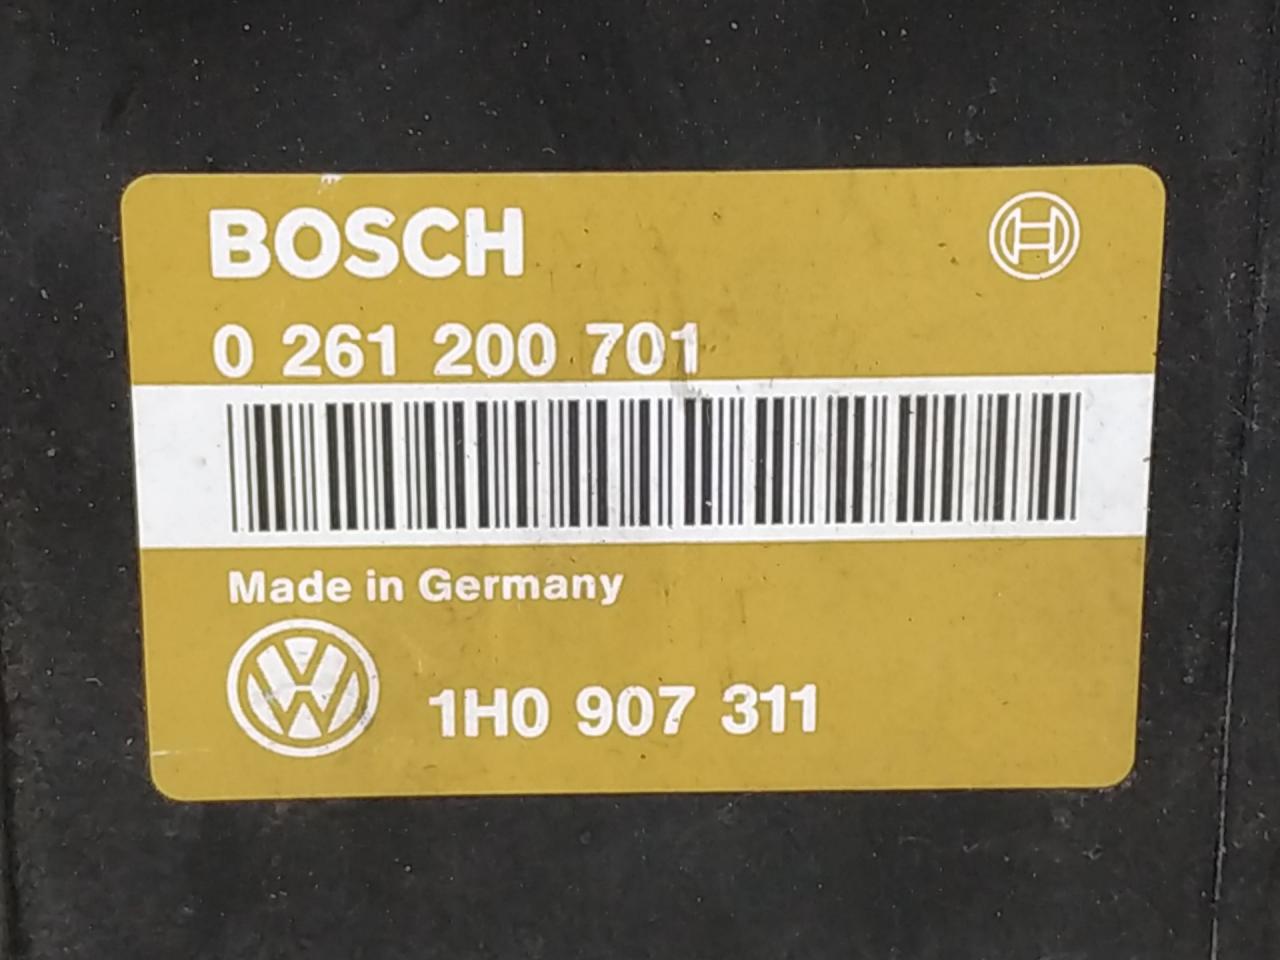 BOSCH
0 261 200 701
Made in Germany
1H0 907 311